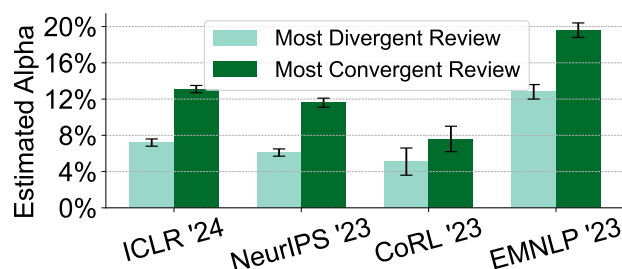 Estimated Alpha
20%
16%
12%
8%
4%
0%
Most Divergent Review
Most Convergent Review
ICLR '24
NeurIPS '23
CoRL '23
EMNLP '23